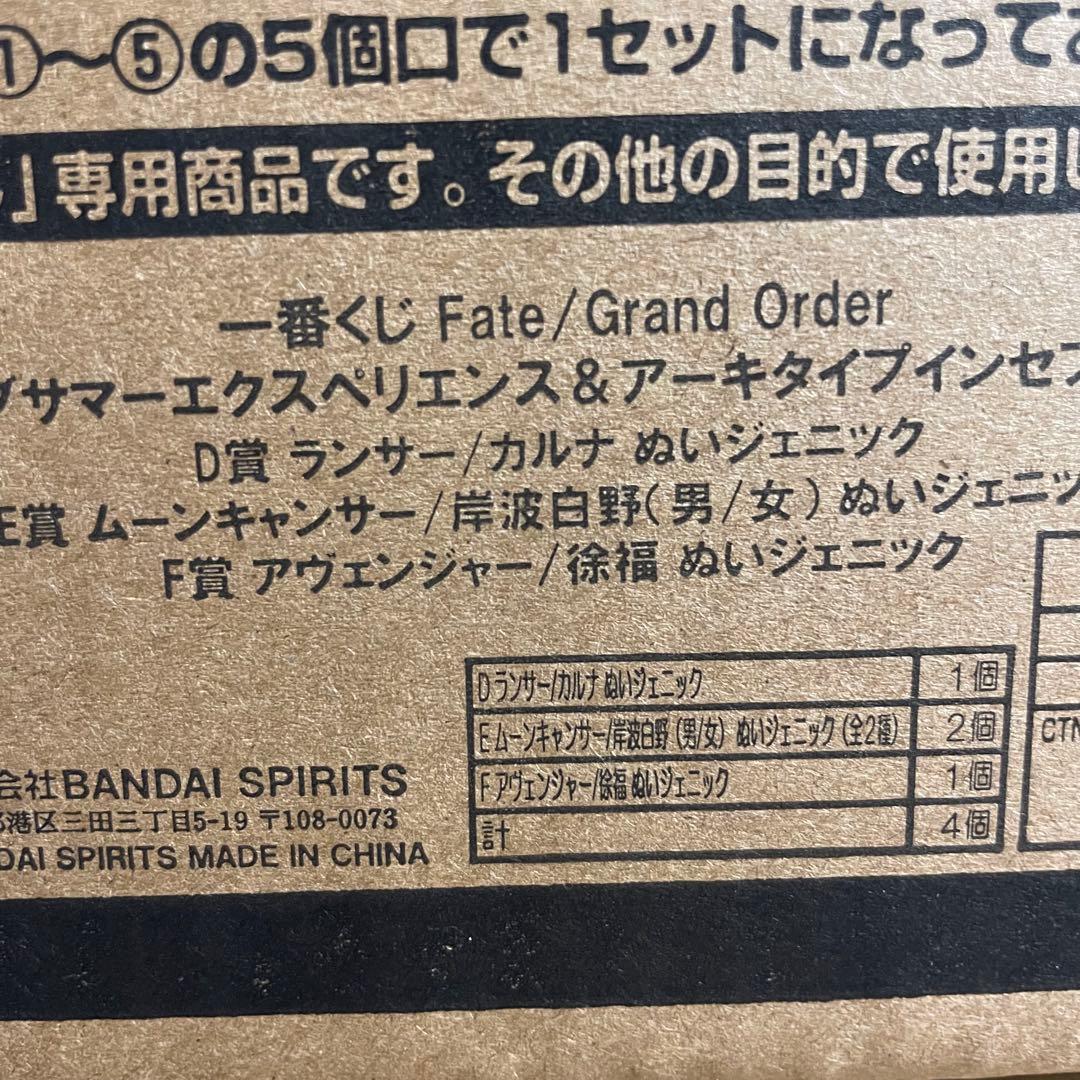 ①～⑤の5個口で1セットになって
』専用商品です。その他の目的で使用し
一番くじ Fate/Grand Order
グサマーエクスペリエンス&アーキタイプインセプ
D賞 ランサー/カルナ ぬいジェニック
E賞 ムーンキャンサー/岸波白野(男/女) ぬいジェニッ
F賞 アヴェンジャー/徐福 ぬいジェニック
Dランサー/カルナ ぬいジェニック 1個
Eムーンキャンサー/岸波白野(男/女) ぬいジェニック(全2種) 2個
Fアヴェンジャー/徐福 ぬいジェニック 1個
計 4個
会社BANDAI SPIRITS
港区三田三丁目5-19 〒108-0073
DAI SPIRITS MADE IN CHINA
CTN